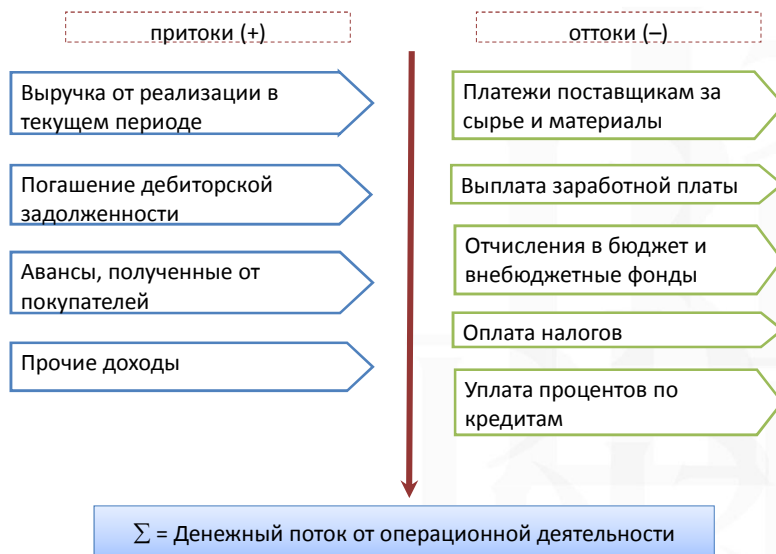 притоки (+)
Выручка от реализации в
текущем периоде
Погашение дебиторской
задолженности
Авансы, полученные от
покупателей
Прочие доходы
оттоки (–)
Платежи поставщикам за
сырье и материалы
Выплата заработной платы
Отчисления в бюджет и
внебюджетные фонды
Оплата налогов
Уплата процентов по
кредитам
∑ = Денежный поток от операционной деятельности